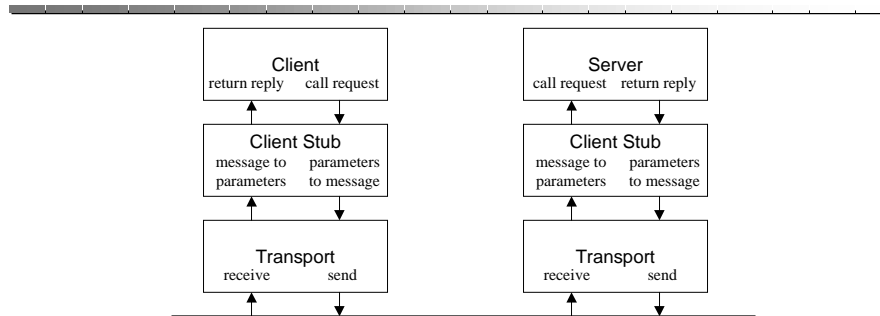 Client
return reply call request
Client Stub
message to parameters
parameters to message
Transport
receive send
Server
call request return reply
Client Stub
message to parameters
parameters to message
Transport
receive send